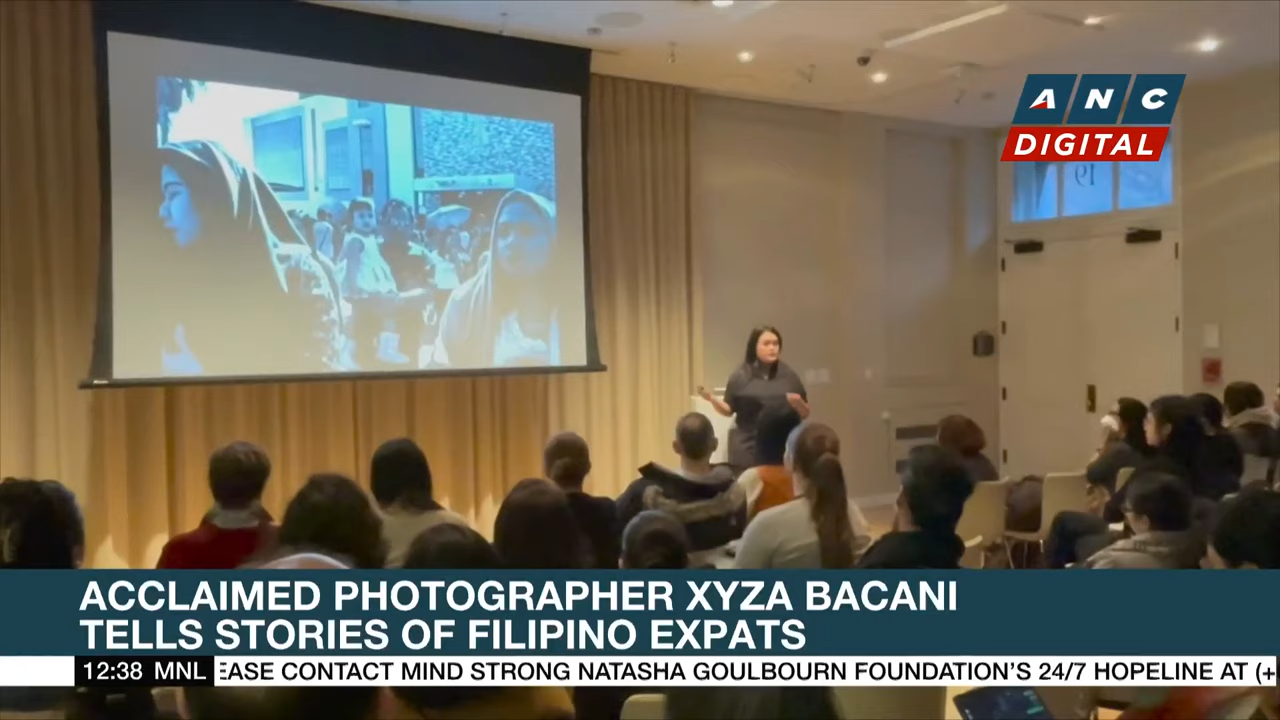 ANC
DIGITAL
19
ACCLAIMED PHOTOGRAPHER XYZA BACANI
TELLS STORIES OF FILIPINO EXPATS
12:38 MNL
EASE CONTACT MIND STRONG NATASHA GOULBOURN FOUNDATION'S 24/7 HOPELINE AT (+